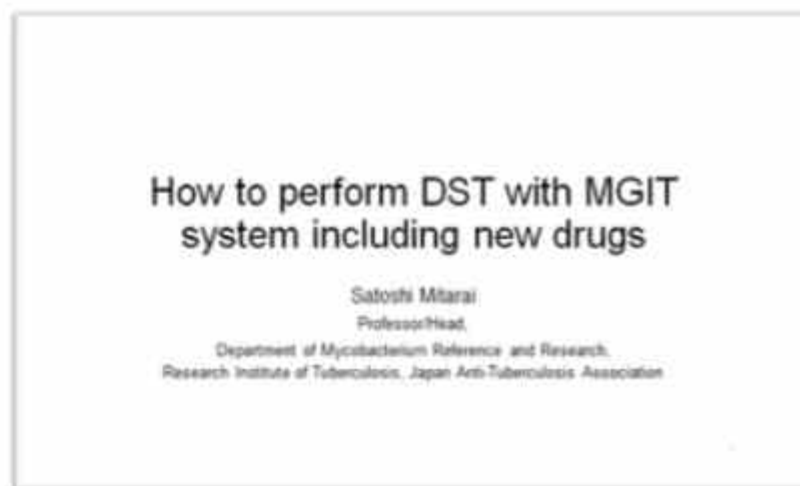 How to perform DST with MGIT
system including new drugs
Satoshi Mitarai
Professor/Head,
Department of Mycobacterium Reference and Research,
Research Institute of Tuberculosis, Japan Anti-Tuberculosis Association